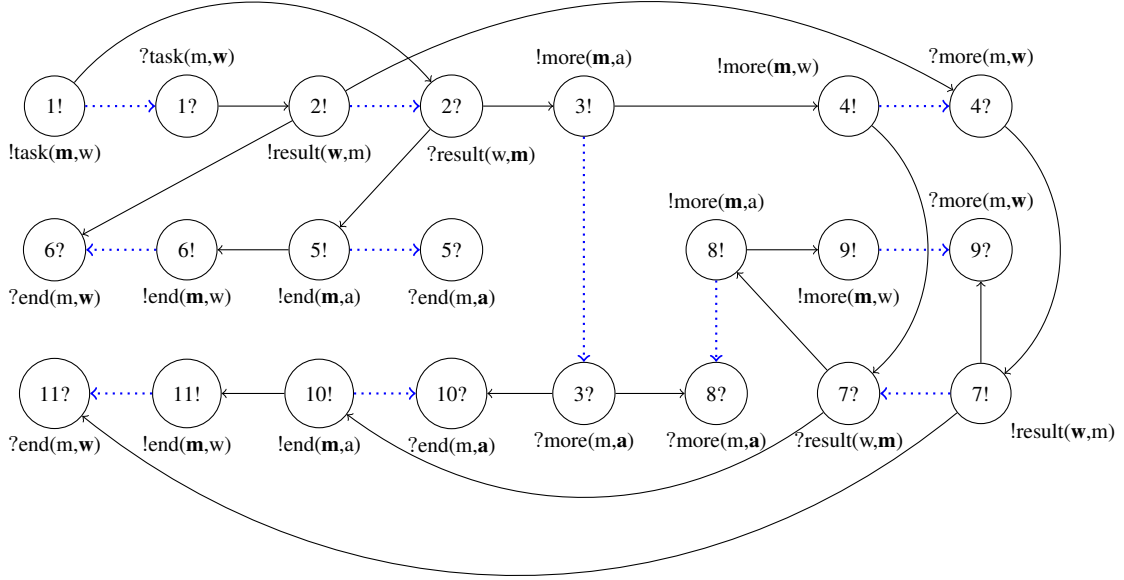 ?task(m,w)
!more(m,a)
!more(m,w)
?more(m,w)
1!
1?
2!
2?
3!
4!
4?
!task(m,w)
!result(w,m)
?result(w,m)
!more(m,a)
?more(m,w)
6?
6!
5!
5?
8!
9!
9?
?end(m,w)
!end(m,w)
!end(m,a)
?end(m,a)
!more(m,w)
11?
11!
10!
10?
3?
8?
7?
7!
?end(m,w)
!end(m,w)
!end(m,a)
?end(m,a)
?more(m,a)
?more(m,a)
?result(w,m)
!result(w,m)